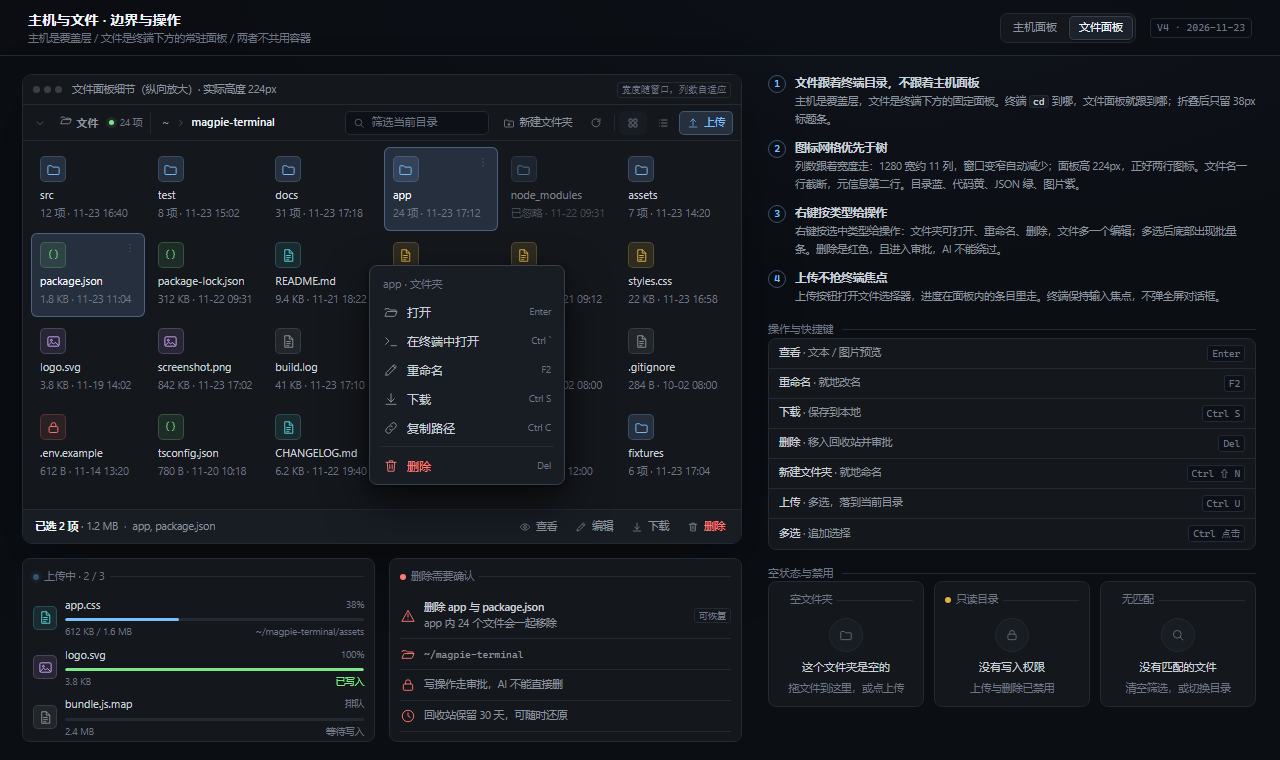 主机与文件 · 边界与操作
主机是覆盖层 / 文件是终端下方的常驻面板 / 两者不共用容器
主机面板
文件面板
V4 · 2026-11-23
文件面板细节（纵向放大）· 实际高度 224px
宽度随窗口，列数自适应
文件
24 项
~ › magpie-terminal
筛选当前目录
新建文件夹
上传
src
12 项 · 11-23 16:40
test
8 项 · 11-23 15:02
docs
31 项 · 11-23 17:18
app
24 项 · 11-23 17:12
node_modules
已忽略 · 11-22 09:31
assets
7 项 · 11-23 14:20
package.json
1.8 KB · 11-23 11:04
package-lock.json
312 KB · 11-22 09:31
README.md
9.4 KB · 11-21 18:22
21 09:12
styles.css
22 KB · 11-23 16:58
logo.svg
3.8 KB · 11-19 14:02
screenshot.png
842 KB · 11-23 17:02
build.log
41 KB · 11-23 17:10
02 08:00
.gitignore
284 B · 10-02 08:00
.env.example
612 B · 11-14 13:20
tsconfig.json
780 B · 11-20 10:18
CHANGELOG.md
6.2 KB · 11-22 19:40
12:00
fixtures
6 项 · 11-23 17:04
app · 文件夹
打开 Enter
在终端中打开 Ctrl `
重命名 F2
下载 Ctrl S
复制路径 Ctrl C
删除 Del
已选 2 项 · 1.2 MB · app, package.json
查看
编辑
下载
删除
上传中 · 2 / 3
app.css 38%
612 KB / 1.6 MB ~/magpie-terminal/assets
logo.svg 100%
3.8 KB 已写入
bundle.js.map 排队
2.4 MB 等待写入
删除需要确认
删除 app 与 package.json
app 内 24 个文件会一起移除
可恢复
~/magpie-terminal
写操作走审批，AI 不能直接删
回收站保留 30 天，可随时还原
1 文件跟着终端目录，不跟着主机面板
主机是覆盖层，文件是终端下方的固定面板。终端 cd 到哪，文件面板就跟到哪；折叠后只留 38px
标题条。
2 图标网格优先于树
列数跟着宽度走：1280 宽约 11 列，窗口变窄自动减少；面板高 224px，正好两行图标。文件名一
行截断，元信息第二行。目录蓝、代码黄、JSON 绿、图片紫。
3 右键按类型给操作
右键按选中类型给操作：文件夹可打开、重命名、删除，文件多一个编辑；多选后底部出现批量
条。删除是红色，且进入审批，AI 不能绕过。
4 上传不抢终端焦点
上传按钮打开文件选择器，进度在面板内的条目里走。终端保持输入焦点，不弹全屏对话框。
操作与快捷键
查看 · 文本 / 图片预览 Enter
重命名 · 就地改名 F2
下载 · 保存到本地 Ctrl S
删除 · 移入回收站并审批 Del
新建文件夹 · 就地命名 Ctrl ⇧ N
上传 · 多选，落到当前目录 Ctrl U
多选 · 追加选择 Ctrl 点击
空状态与禁用
空文件夹
这个文件夹是空的
拖文件到这里，或点上传
只读目录
没有写入权限
上传与删除已禁用
无匹配
没有匹配的文件
清空筛选，或切换目录